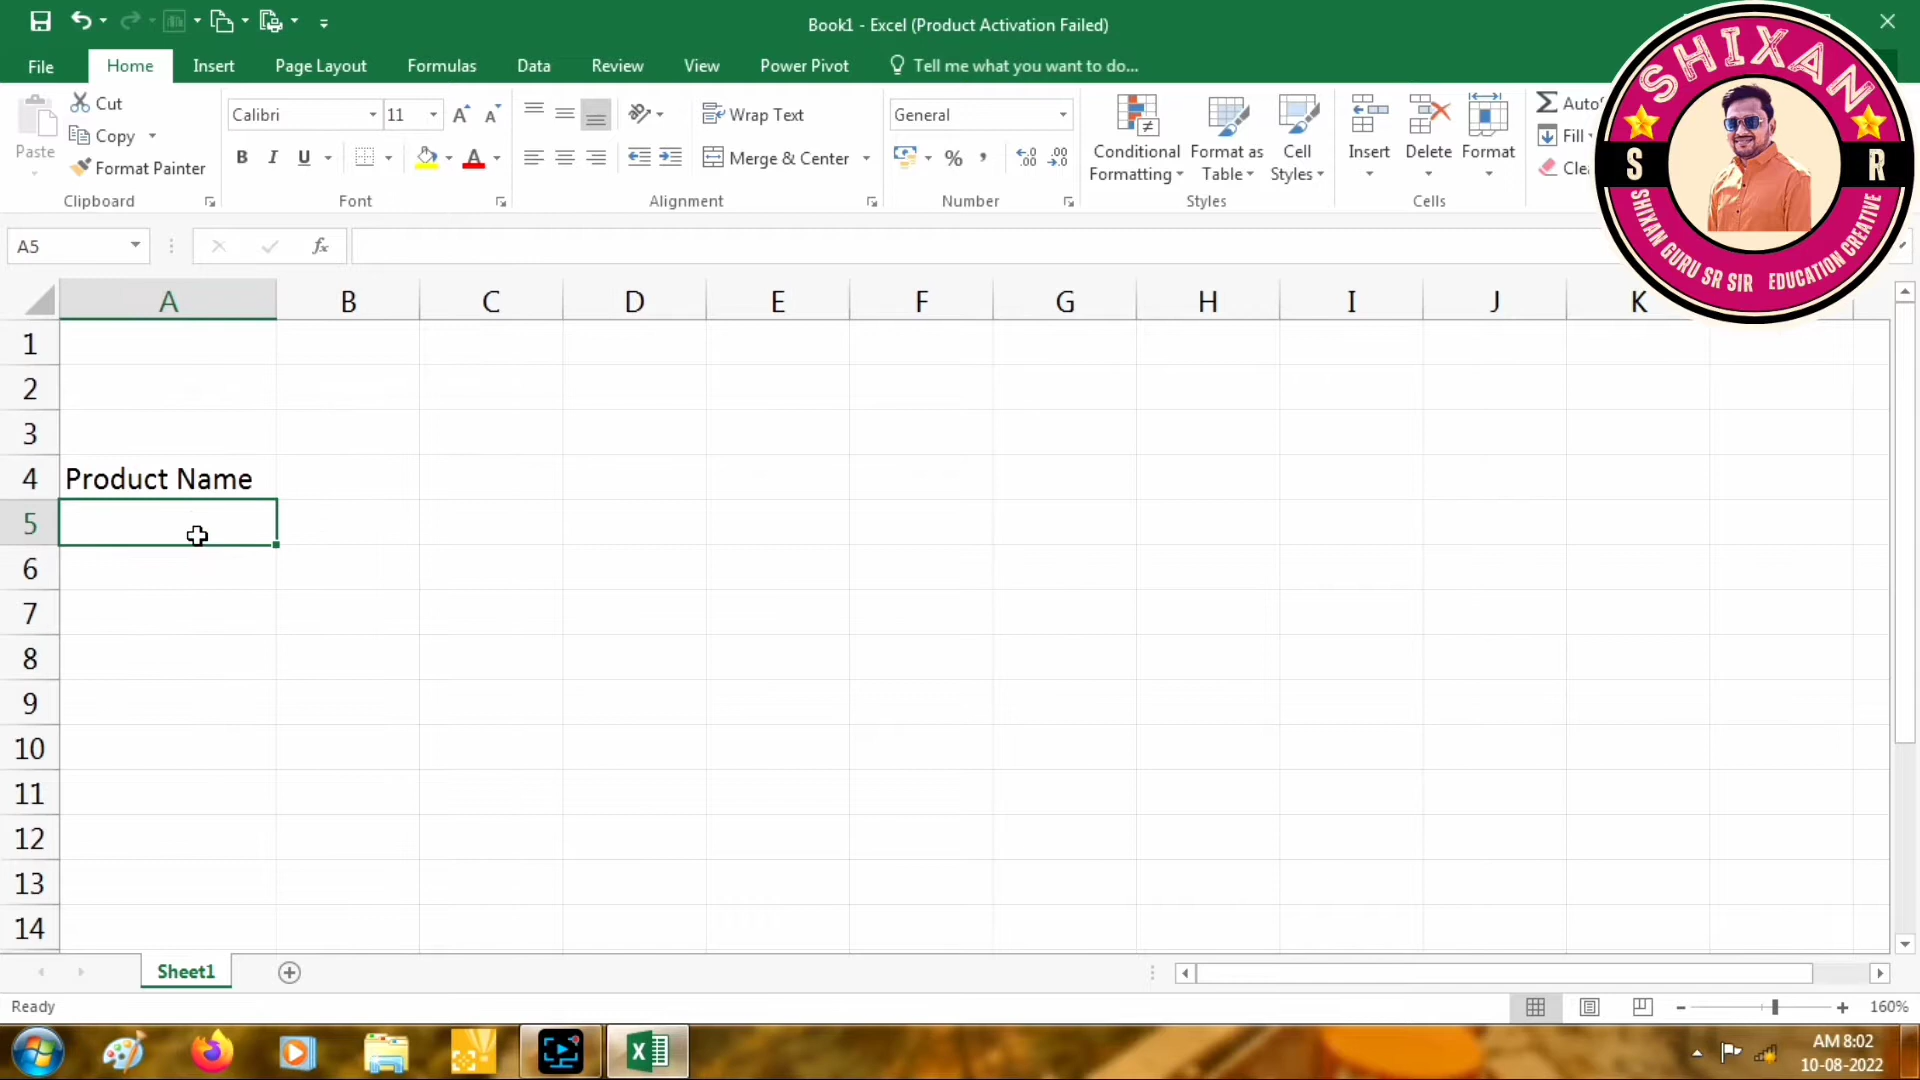 Book1 - Excel (Product Activation Failed)
File Home Insert Page Layout Formulas Data Review View Power Pivot Tell me what you want to do...
Paste
Cut
Copy
Format Painter
Clipboard
Calibri 11
B I U A
Font
Wrap Text
Merge & Center
Alignment
General
%
Number
Conditional Formatting
Format as Table
Cell Styles
Styles
Insert Delete Format
Cells
Auto
Fill
Cle
SHIXAN
S R
SHIXAN GURU SR SIR EDUCATION CREATIVE
A5 fx
A B C D E F G H I J K
1
2
3
4 Product Name
5
6
7
8
9
10
11
12
13
14
Sheet1
Ready 160%
AM 8:02
10-08-2022